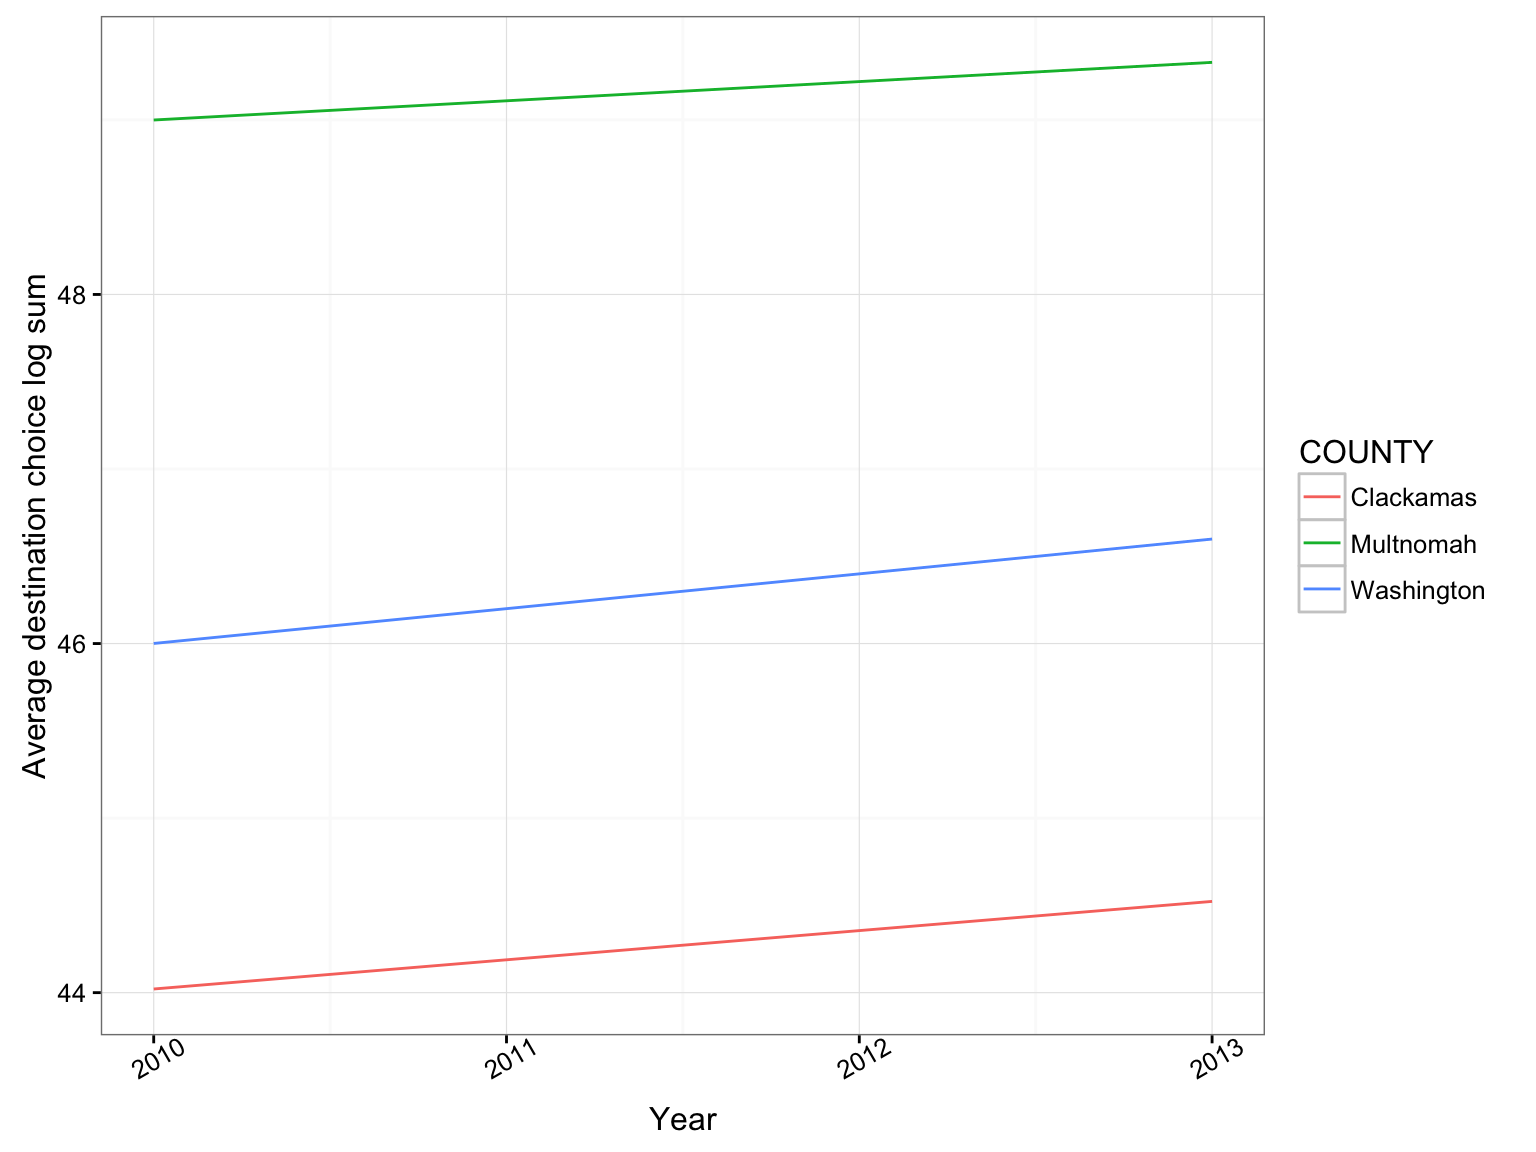 Average destination choice log sum
48
46
44
2010
2011
2012
2013
Year
COUNTY
Clackamas
Multnomah
Washington